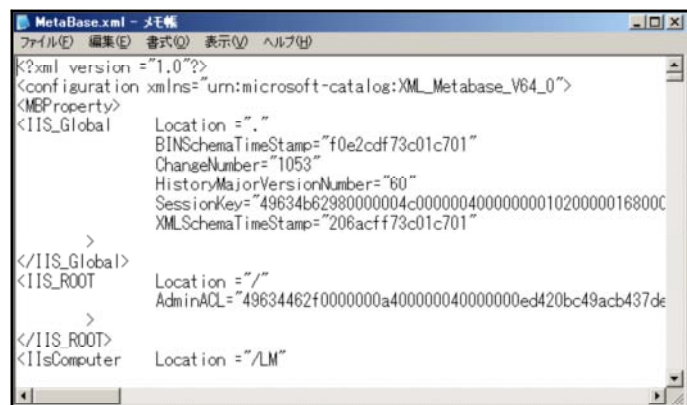 MetaBase.xml - メモ帳
ファイル(F) 編集(E) 書式(O) 表示(V) ヘルプ(H)
<?xml version ="1.0"?>
<configuration xmlns="urn:microsoft-catalog:XML_Metabase_V64_0">
<MBProperty>
<IIS_Global Location ="."
BINSchemaTimeStamp="f0e2cdf73c01c701"
ChangeNumber="1053"
HistoryMajorVersionNumber="60"
SessionKey="49634b62980000004c000000400000000102000001680000
XMLSchemaTimeStamp="206acff73c01c701"
>
</IIS_Global>
<IIS_ROOT Location ="/"
AdminACL="49634462f0000000a400000040000000ed420bc49acb437de
>
</IIS_ROOT>
<IIsComputer Location ="/LM"